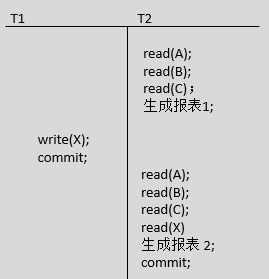 T1 T2
read(A);
read(B);
read(C)；
生成报表1;
write(X);
commit;
read(A);
read(B);
read(C);
read(X)
生成报表 2;
commit;